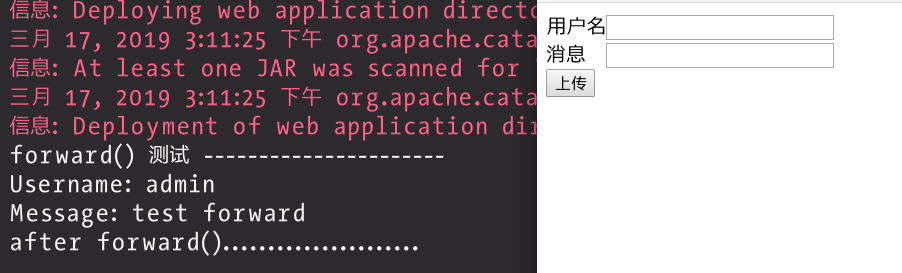 信息: Deploying web application directo
三月 17, 2019 3:11:25 下午 org.apache.cata
信息: At least one JAR was scanned for
三月 17, 2019 3:11:25 下午 org.apache.cata
信息: Deployment of web application dir
forward() 测试 ----------------------
Username: admin
Message: test forward
after forward()......................
用户名
消息
上传